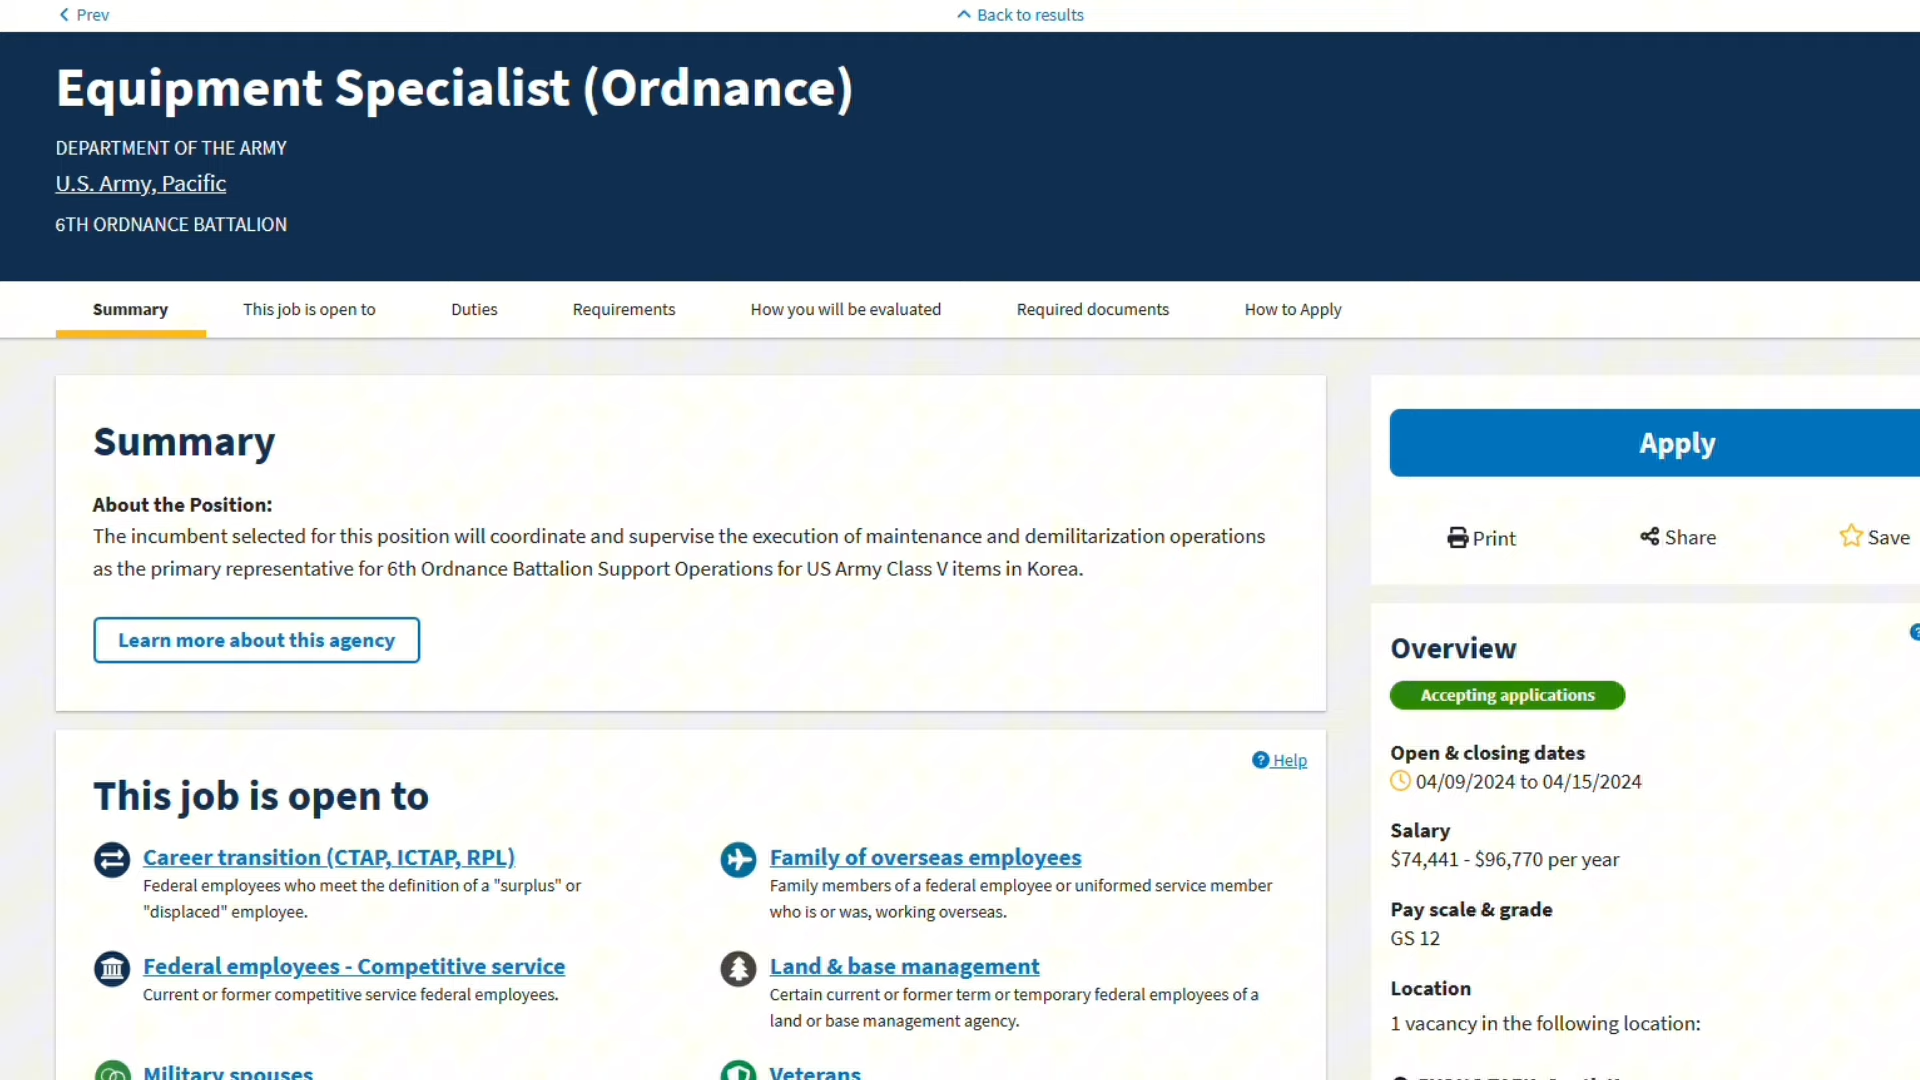 Prev
Back to results
Equipment Specialist (Ordnance)
DEPARTMENT OF THE ARMY
U.S. Army, Pacific
6TH ORDNANCE BATTALION
Summary
This job is open to
Duties
Requirements
How you will be evaluated
Required documents
How to Apply
Summary
About the Position:
The incumbent selected for this position will coordinate and supervise the execution of maintenance and demilitarization operations
as the primary representative for 6th Ordnance Battalion Support Operations for US Army Class V items in Korea.
Learn more about this agency
Help
This job is open to
Career transition (CTAP, ICTAP, RPL)
Federal employees who meet the definition of a "surplus" or
"displaced" employee.
Family of overseas employees
Family members of a federal employee or uniformed service member
who is or was, working overseas.
Federal employees - Competitive service
Current or former competitive service federal employees.
Land & base management
Certain current or former term or temporary federal employees of a
land or base management agency.
Military spouses
Veterans
Apply
Print
Share
Save
Overview
Accepting applications
Open & closing dates
04/09/2024 to 04/15/2024
Salary
$74,441 - $96,770 per year
Pay scale & grade
GS 12
Location
1 vacancy in the following location: